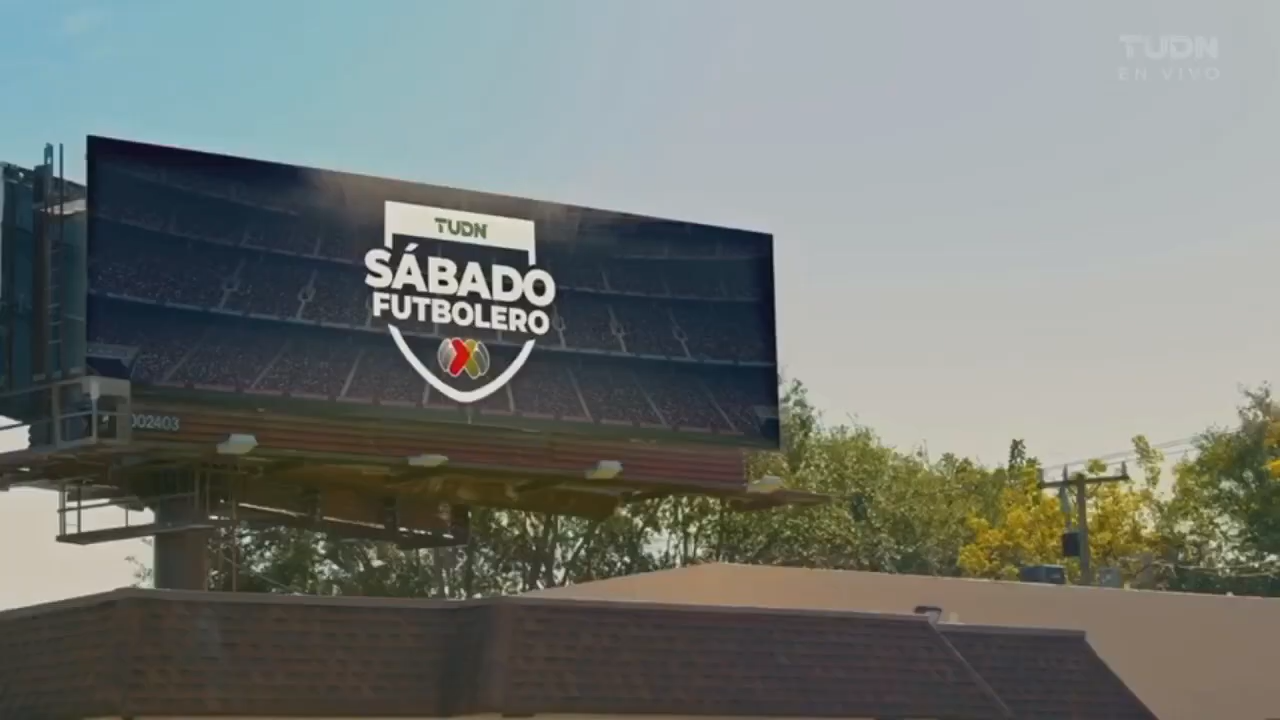 TUDN
EN VIVO
TUDN
SÁBADO
FUTBOLERO
002403